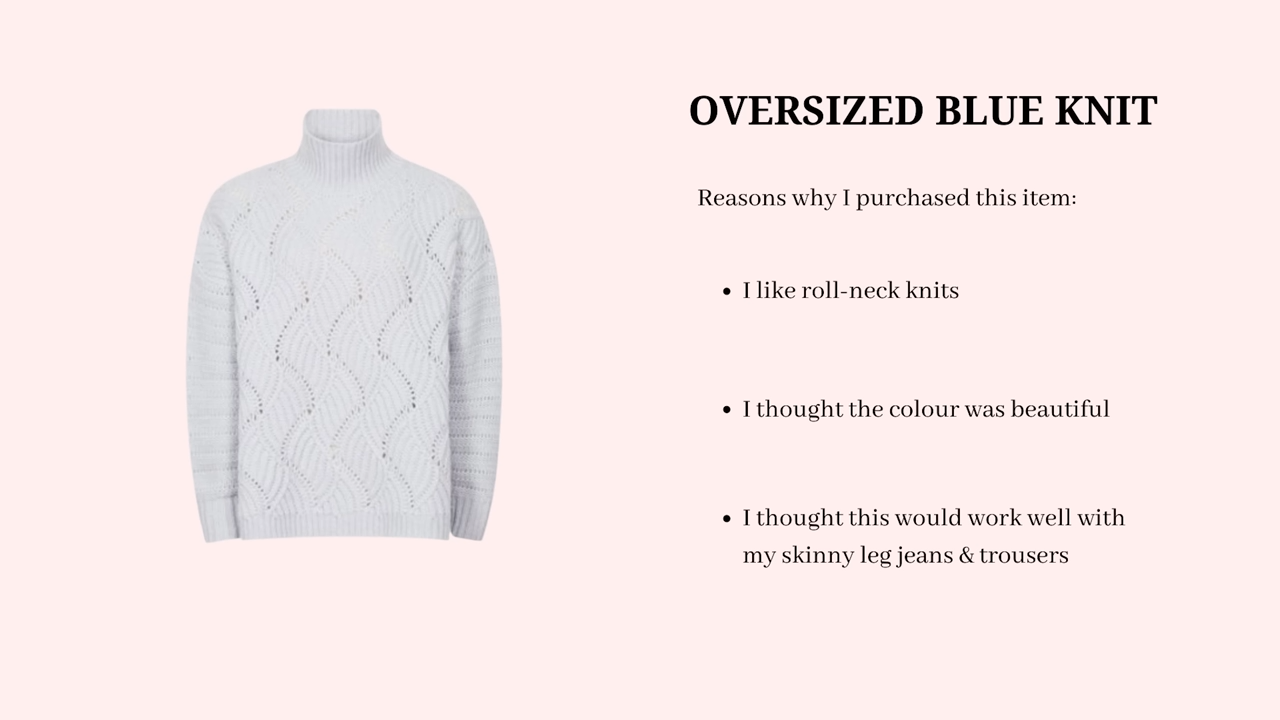 OVERSIZED BLUE KNIT
Reasons why I purchased this item:
• I like roll-neck knits
• I thought the colour was beautiful
• I thought this would work well with
my skinny leg jeans & trousers